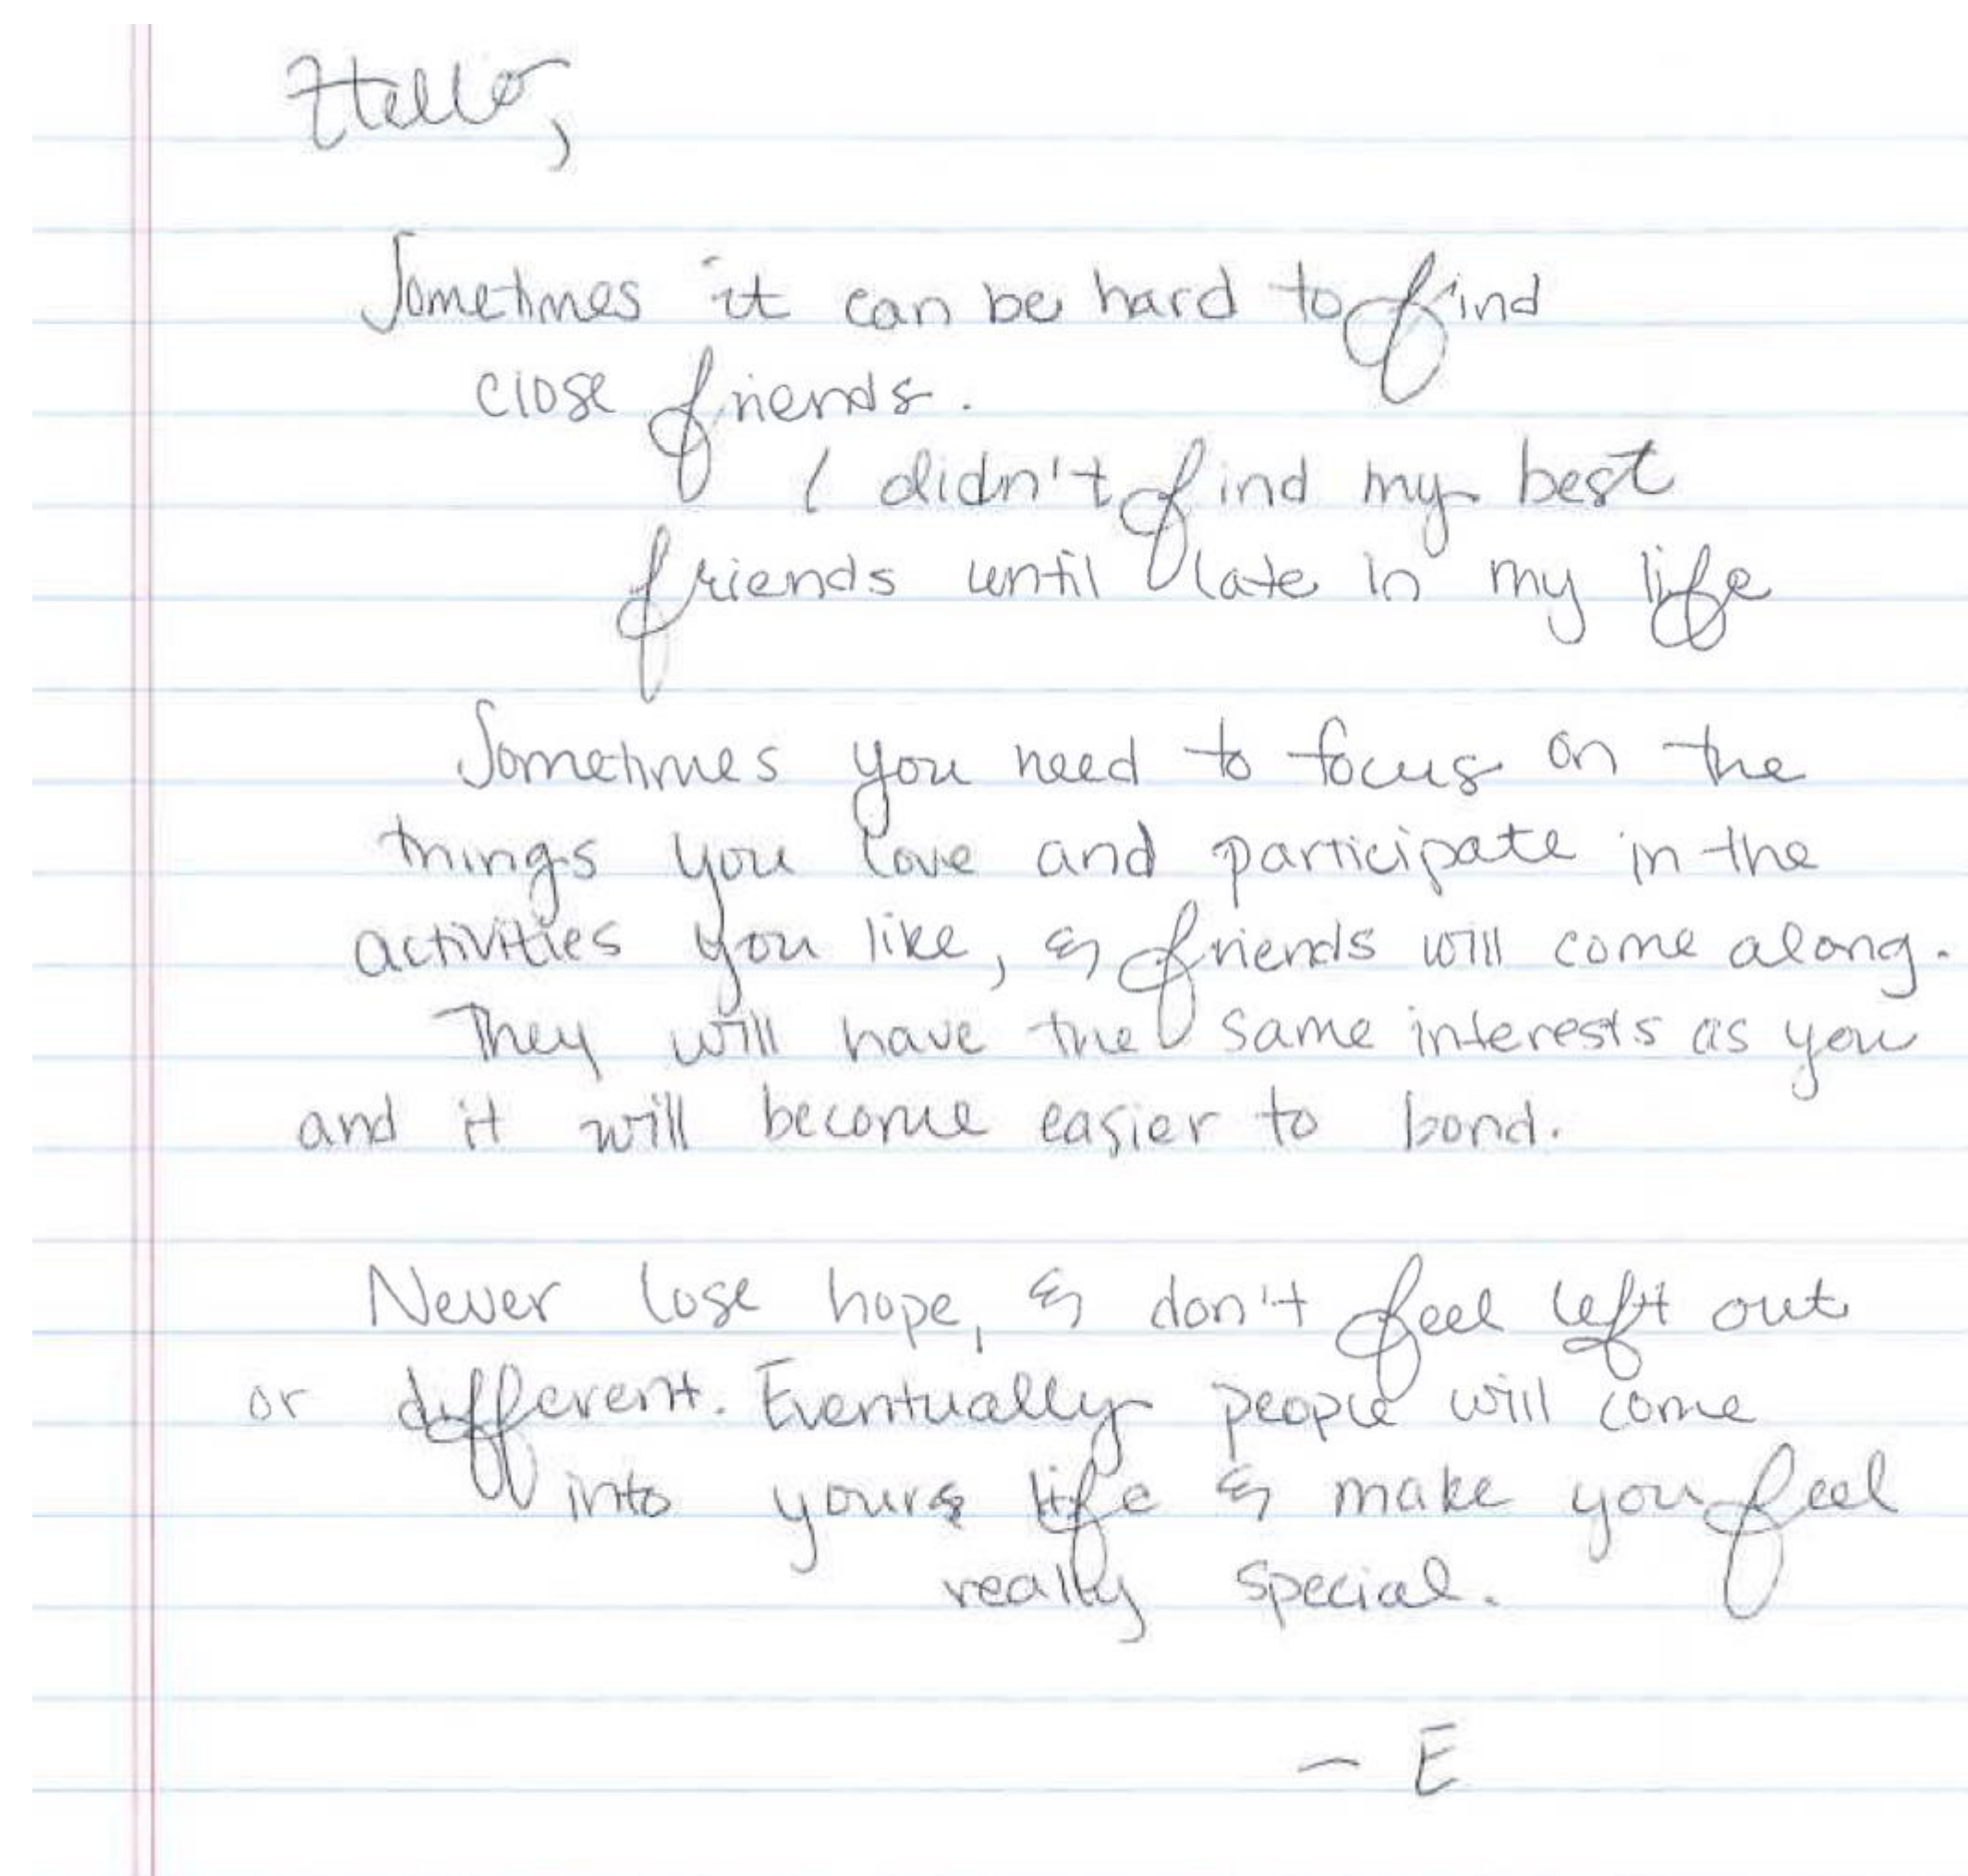 Hello,
Sometimes it can be hard to find
close friends.
I didn't find my best
friends until late in my life
Sometimes you need to focus on the
things you love and participate in the
activities you like, & friends will come along.
They will have the same interests as you
and it will become easier to bond.
Never lose hope, & don't feel left out
or different. Eventually people will come
into yours life & make you feel
really special.
– E